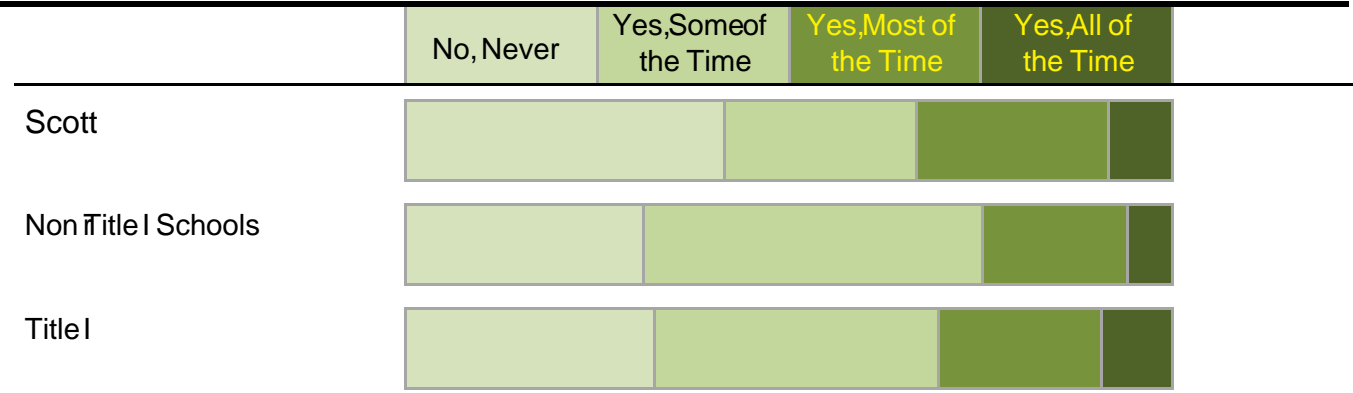 No, Never
Yes,Someof
the Time
Yes,Most of
the Time
Yes,All of
the Time
Scott
Title I Schools
Title I